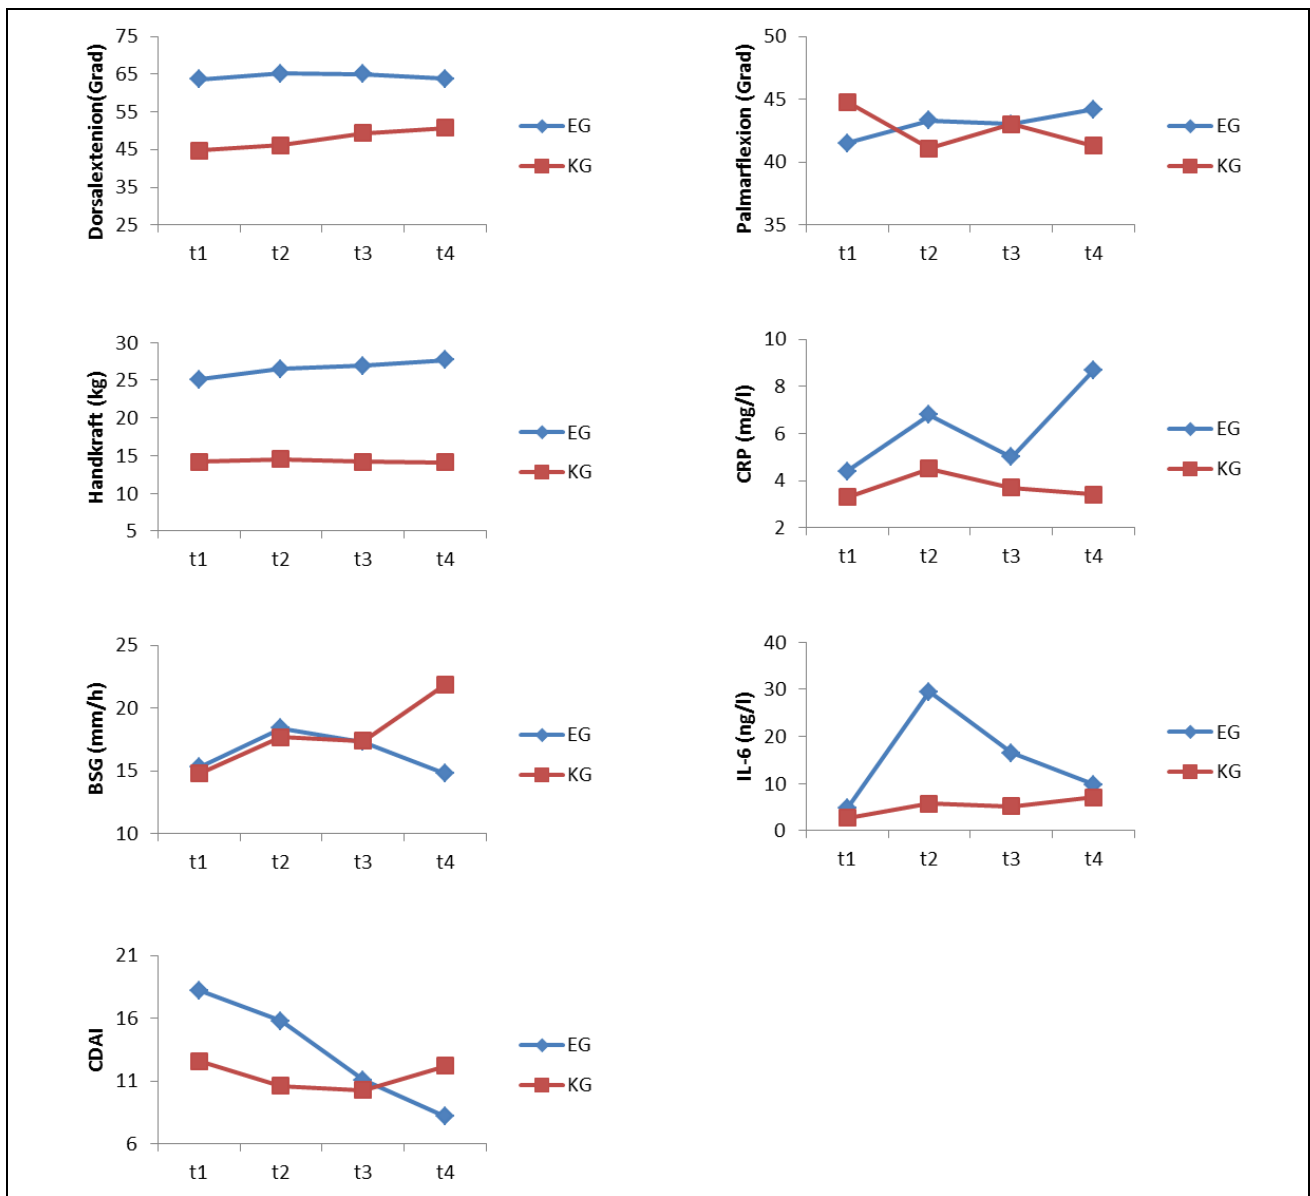 Dorsalextenion(Grad)
75
65
55
45
35
25
t1 t2 t3 t4
EG
KG
Palmarflexion (Grad)
50
45
40
35
t1 t2 t3 t4
EG
KG
Handkraft (kg)
30
25
20
15
10
5
t1 t2 t3 t4
EG
KG
CRP (mg/l)
10
8
6
4
2
t1 t2 t3 t4
EG
KG
BSG (mm/h)
25
20
15
10
t1 t2 t3 t4
EG
KG
IL-6 (ng/l)
40
30
20
10
0
t1 t2 t3 t4
EG
KG
CDAI
21
16
11
6
t1 t2 t3 t4
EG
KG